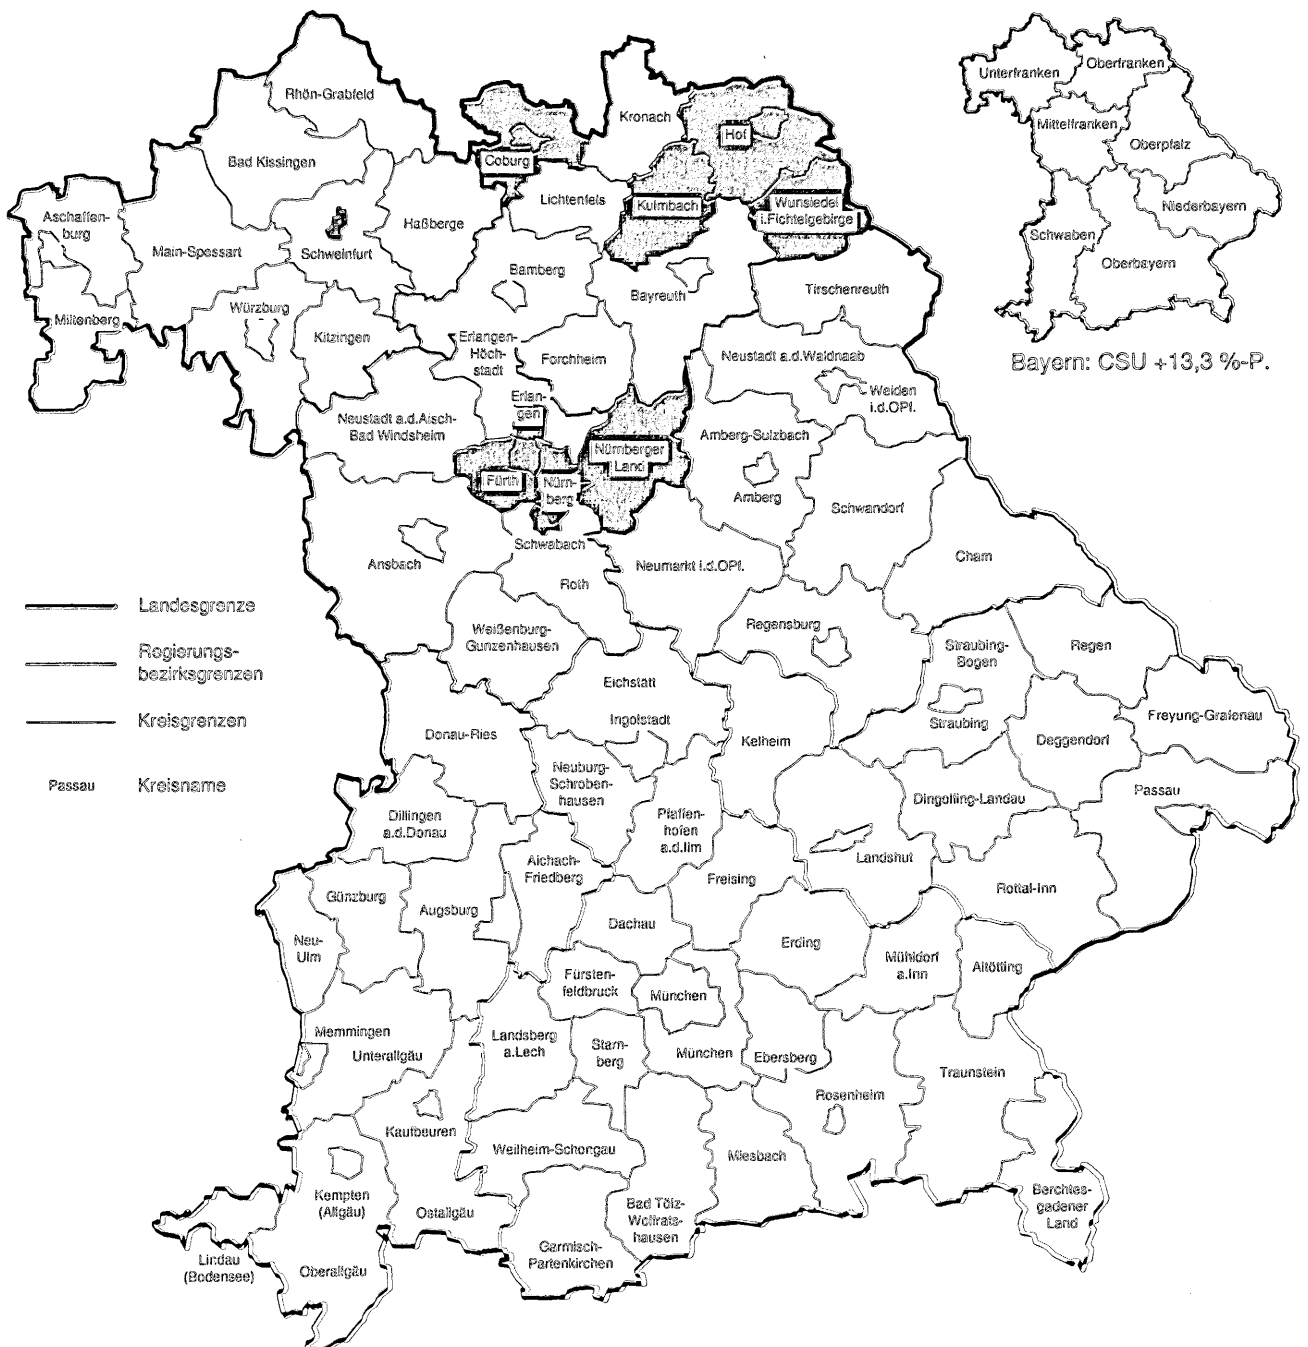 Rhön-Grabfeld
Bad Kissingen
Aschaffen-
burg
Main-Spessart
Miltenberg
Schweinfurt
Würzburg
Kitzingen
Haßberge
Coburg
Kronach
Hof
Lichtenfels
Kulmbach
Wunsiedel
i.Fichtelgebirge
Bamberg
Bayreuth
Tirschenreuth
Erlangen-
Höch-
stadt
Forchheim
Neustadt a.d.Waldnaab
Weiden
i.d.OPf.
Erlan-
gen
Neustadt a.d.Aisch-
Bad Windsheim
Fürth
Nürn-
berg
Nürnberger
Land
Amberg-Sulzbach
Amberg
Schwandorf
Schwabach
Ansbach
Roth
Neumarkt i.d.OPf.
Cham
Weißenburg-
Gunzenhausen
Regensburg
Straubing-
Bogen
Straubing
Regen
Freyung-Grafenau
Deggendorf
Passau
Eichstätt
Ingolstadt
Kelheim
Donau-Ries
Neuburg-
Schroben-
hausen
Pfaffen-
hofen
a.d.Ilm
Dingolfing-Landau
Landshut
Rottal-Inn
Dillingen
a.d.Donau
Aichach-
Friedberg
Günzburg
Augsburg
Neu-
Ulm
Dachau
Freising
Erding
Mühldorf
a.Inn
Altötting
Fürsten-
feldbruck
München
München
Memmingen
Unterallgäu
Landsberg
a.Lech
Starn-
berg
Ebersberg
Rosenheim
Traunstein
Kaufbeuren
Weilheim-Schongau
Miesbach
Kempten
(Allgäu)
Ostallgäu
Bad Tölz-
Wolfrats-
hausen
Garmisch-
Partenkirchen
Berchtes-
gadener
Land
Lindau
(Bodensee)
Oberallgäu
Landesgrenze
Regierungs-
bezirksgrenzen
Kreisgrenzen
Passau Kreisname
Unterfranken
Oberfranken
Mittelfranken
Oberpfalz
Niederbayern
Schwaben
Oberbayern
Bayern: CSU +13,3 %-P.